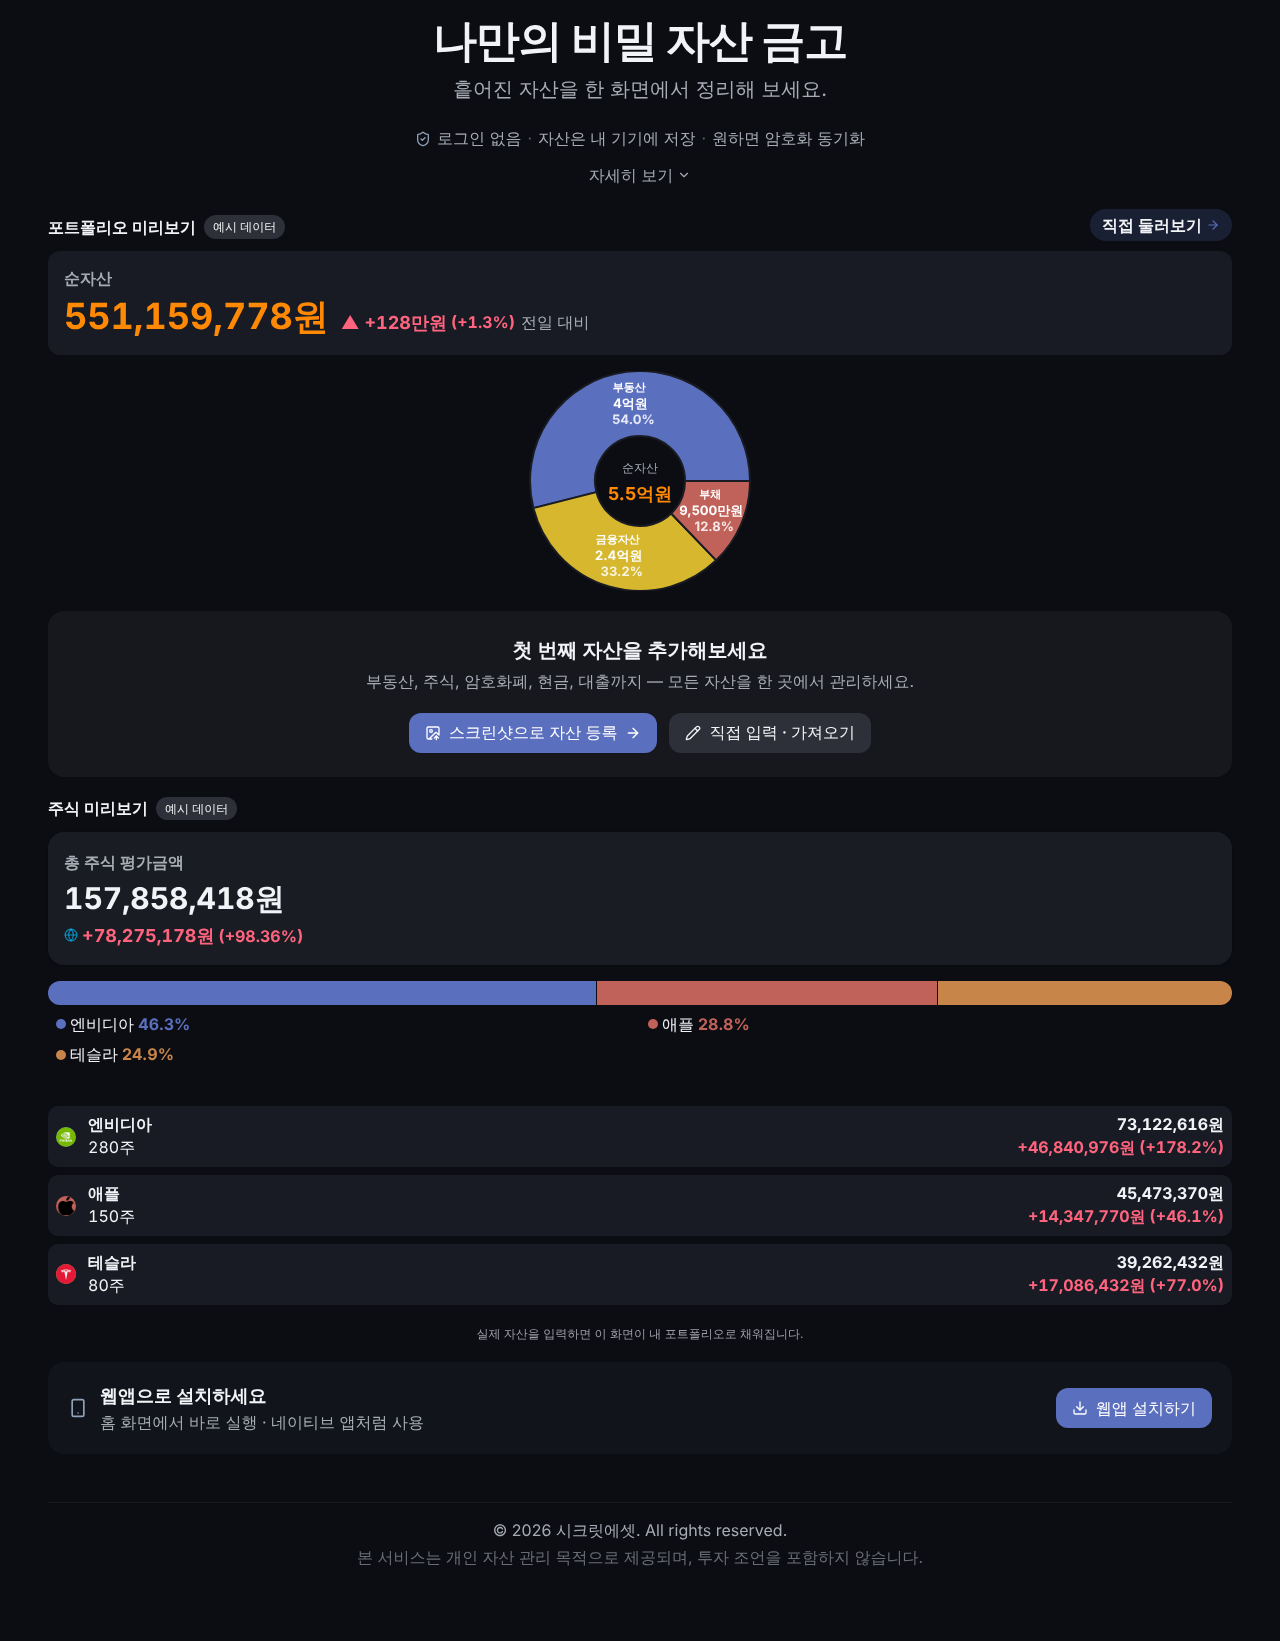 나만의 비밀 자산 금고
흩어진 자산을 한 화면에서 정리해 보세요.
로그인 없음 · 자산은 내 기기에 저장 · 원하면 암호화 동기화
자세히 보기
포트폴리오 미리보기 예시 데이터
직접 둘러보기
순자산
551,159,778원 ▲ +128만원 (+1.3%) 전일 대비
부동산
4억원
54.0%
순자산
5.5억원
부채
9,500만원
12.8%
금융자산
2.4억원
33.2%
첫 번째 자산을 추가해보세요
부동산, 주식, 암호화폐, 현금, 대출까지 — 모든 자산을 한 곳에서 관리하세요.
스크린샷으로 자산 등록 →
직접 입력 · 가져오기
주식 미리보기 예시 데이터
총 주식 평가금액
157,858,418원
+78,275,178원 (+98.36%)
엔비디아 46.3%
애플 28.8%
테슬라 24.9%
엔비디아
280주
73,122,616원
+46,840,976원 (+178.2%)
애플
150주
45,473,370원
+14,347,770원 (+46.1%)
테슬라
80주
39,262,432원
+17,086,432원 (+77.0%)
실제 자산을 입력하면 이 화면이 내 포트폴리오로 채워집니다.
웹앱으로 설치하세요
홈 화면에서 바로 실행 · 네이티브 앱처럼 사용
웹앱 설치하기
© 2026 시크릿에셋. All rights reserved.
본 서비스는 개인 자산 관리 목적으로 제공되며, 투자 조언을 포함하지 않습니다.